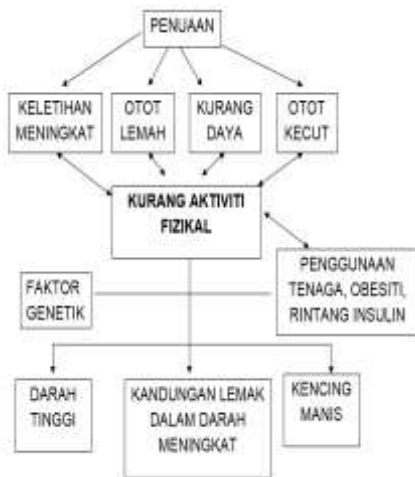 PENUAAN
KELETIHAN
MENINGKAT
OTOT
LEMAH
KURANG
DAYA
OTOT
KECUT
KURANG AKTIVITI
FIZIKAL
FAKTOR
GENETIK
PENGGUNAAN
TENAGA, OBESITI,
RINTANG INSULIN
DARAH
TINGGI
KANDUNGAN LEMAK
DALAM DARAH
MENINGKAT
KENCING
MANIS